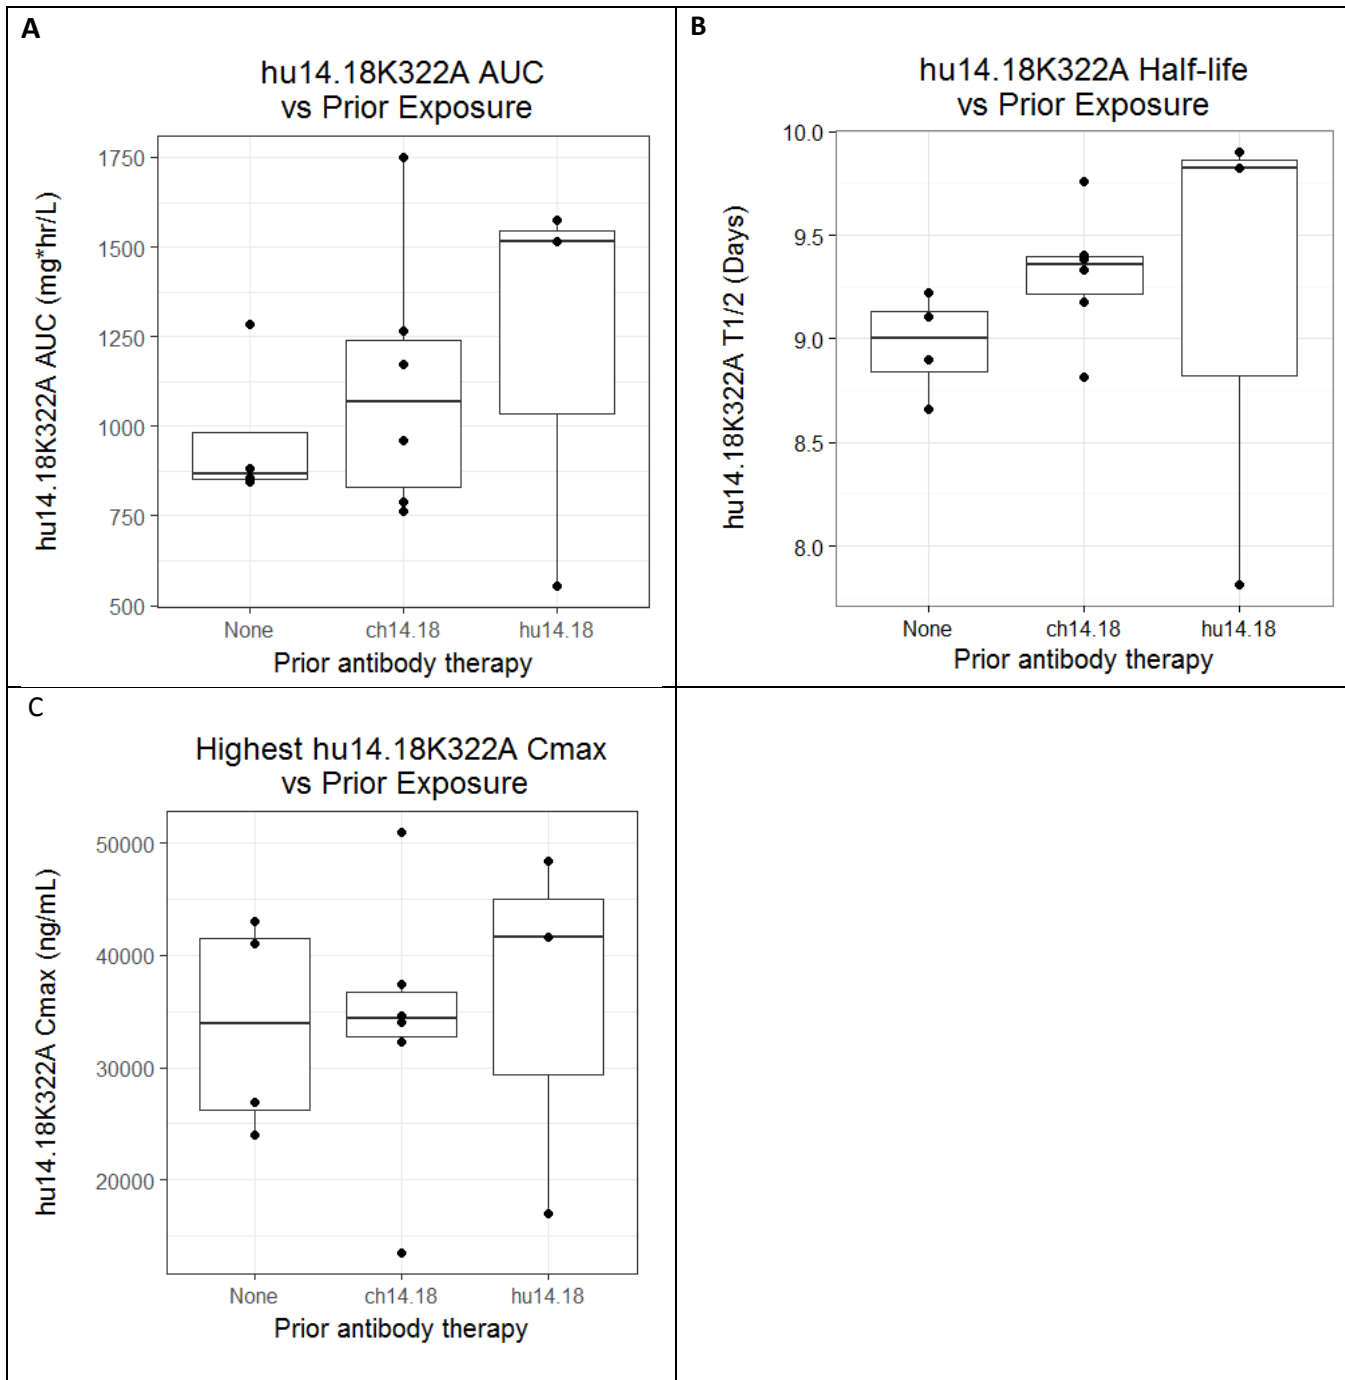 A
hu14.18K322A AUC
vs Prior Exposure
hu14.18K322A AUC (mg*hr/L)
1750
1500
1250
1000
750
500
None ch14.18 hu14.18
Prior antibody therapy
B
hu14.18K322A Half-life
vs Prior Exposure
hu14.18K322A T1/2 (Days)
10.0
9.5
9.0
8.5
8.0
None ch14.18 hu14.18
Prior antibody therapy
C
Highest hu14.18K322A Cmax
vs Prior Exposure
hu14.18K322A Cmax (ng/mL)
50000
40000
30000
20000
None ch14.18 hu14.18
Prior antibody therapy